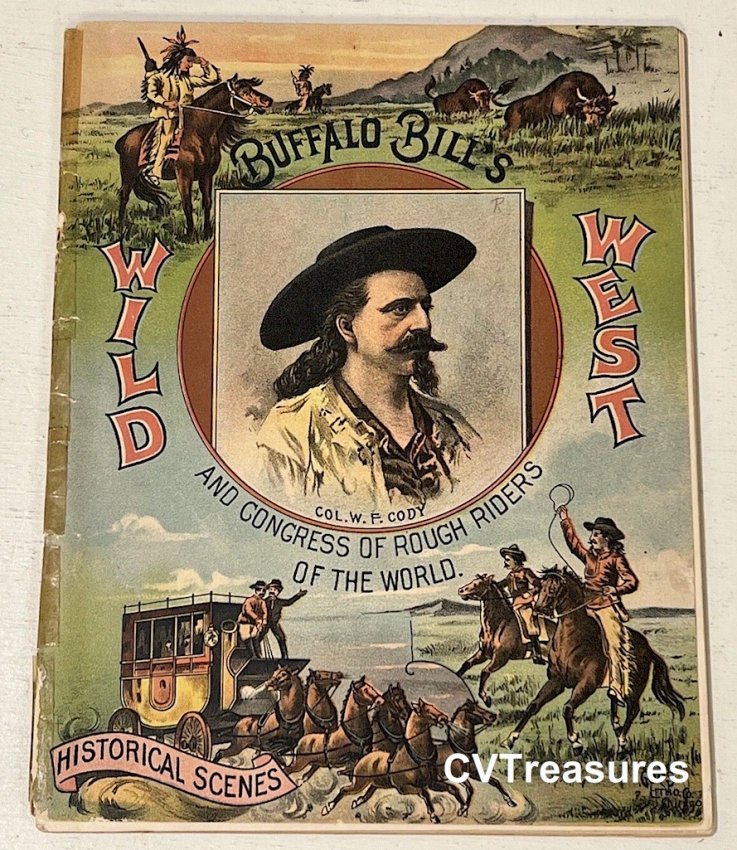 BUFFALO BILL'S
WILD
WEST
COL. W. F. CODY
AND CONGRESS OF ROUGH RIDERS
OF THE WORLD.
HISTORICAL SCENES
CVTreasures